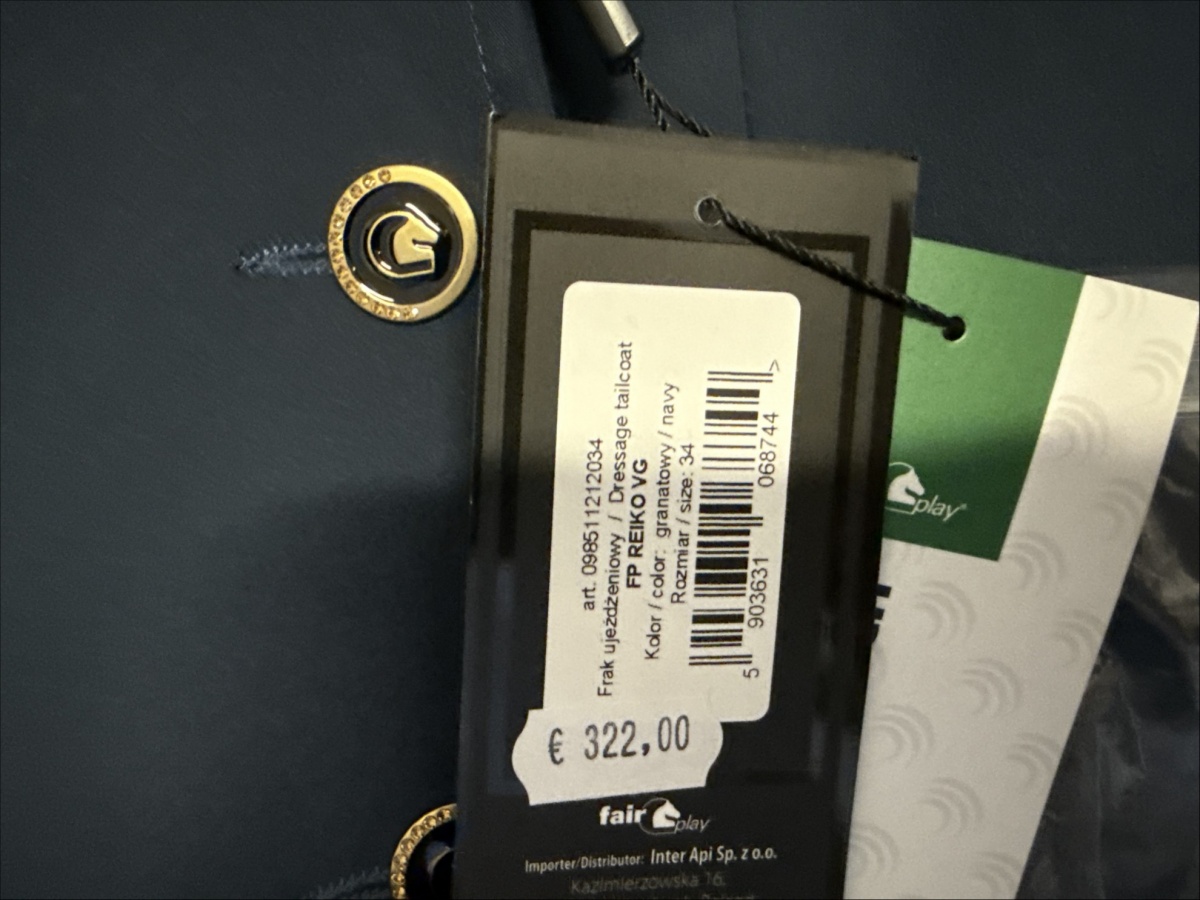 art. 098511212034
Frak ujeżdżeniowy / Dressage tailcoat
FP REIKO VG
Kolor / color: granatowy / navy
Rozmiar / size: 34
5 903631 068744 >
€ 322,00
fair play
Importer/Distributor: Inter Api Sp. z o.o.
Kazimierzowska 16,
play®